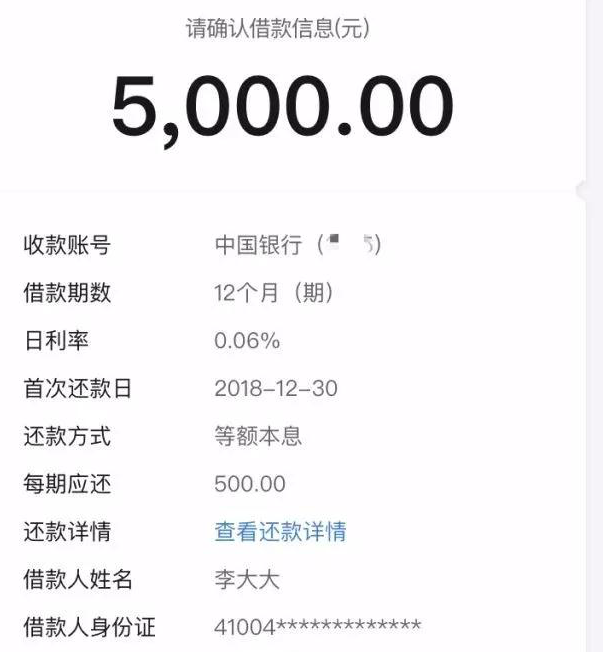 请确认借款信息(元)
5,000.00
收款账号 中国银行（ 5）
借款期数 12个月（期）
日利率 0.06%
首次还款日 2018-12-30
还款方式 等额本息
每期应还 500.00
还款详情 查看还款详情
借款人姓名 李大大
借款人身份证 41004*************